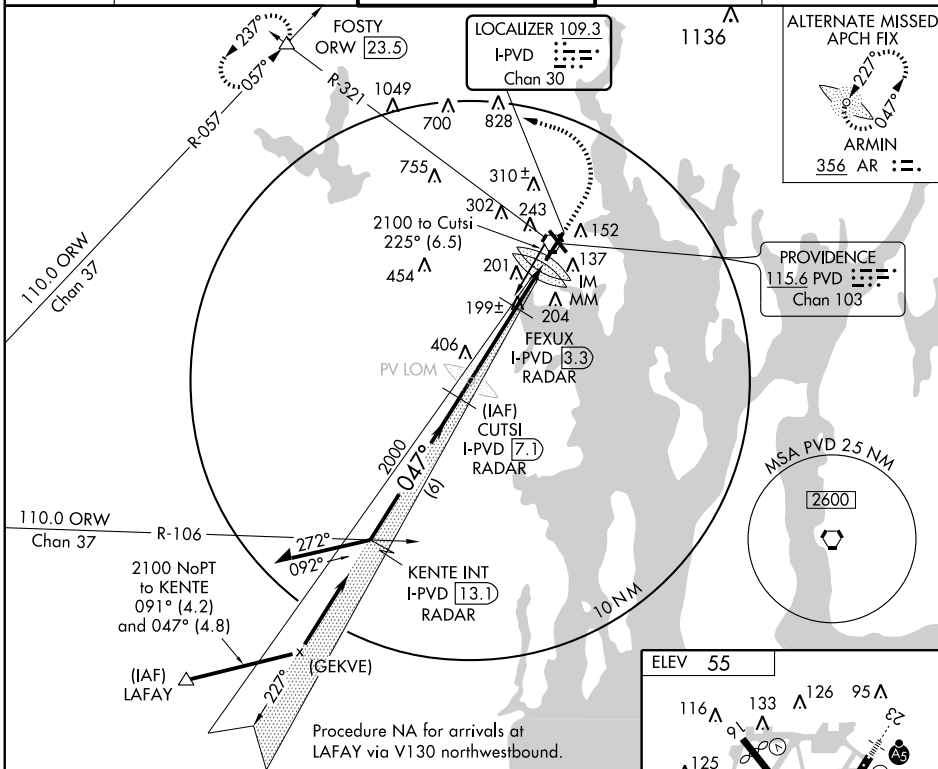 FOSTY
ORW 23.5
237°
057°
R-057
R-321
LOCALIZER 109.3
I-PVD
Chan 30
1136
ALTERNATE MISSED
APCH FIX
227°
047°
ARMIN
356 AR
1049
700
828
755
310±
302
243
152
2100 to Cutsi
225° (6.5)
454
201
137
IM
MM
199±
204
110.0 ORW
Chan 37
PROVIDENCE
115.6 PVD
Chan 103
FEXUX
I-PVD 3.3
RADAR
406
PV LOM
(IAF)
CUTSI
I-PVD 7.1
RADAR
2000
047°
(6)
MSA PVD 25 NM
2600
110.0 ORW
Chan 37
R-106
272°
092°
2100 NoPT
to KENTE
091° (4.2)
and 047° (4.8)
KENTE INT
I-PVD 13.1
RADAR
10 NM
(IAF)
LAFAY
x
(GEKVE)
227°
Procedure NA for arrivals at
LAFAY via V130 northwestbound.
ELEV 55
116
133
126
95
16
23
125
A5